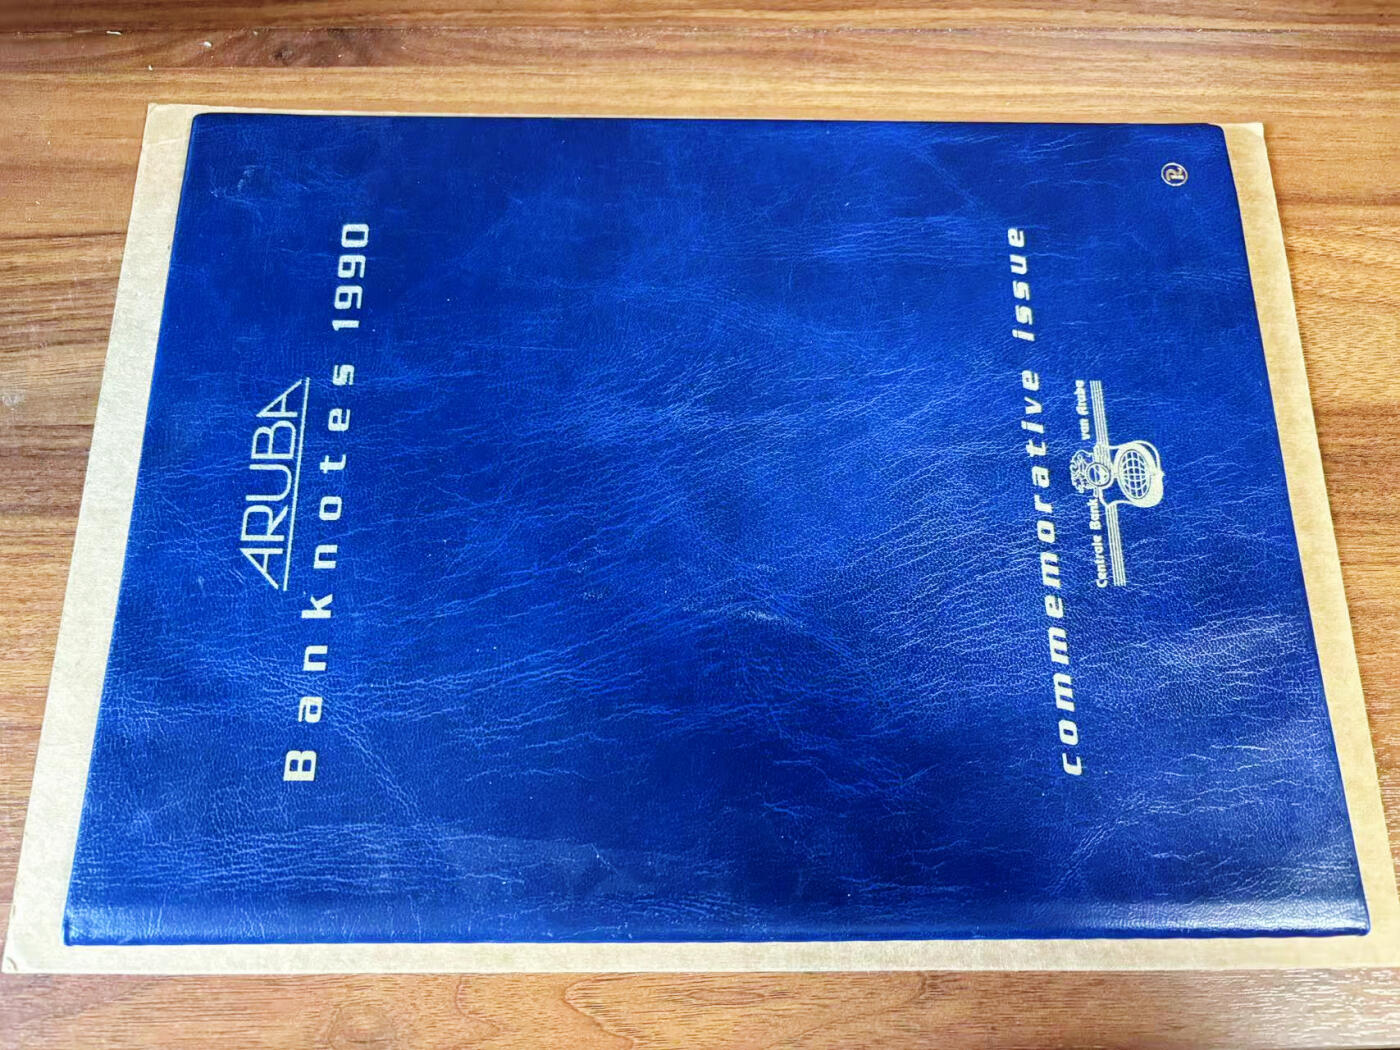 ARUBA
Banknotes 1990
commemorative issue
Centrale Bank van Aruba